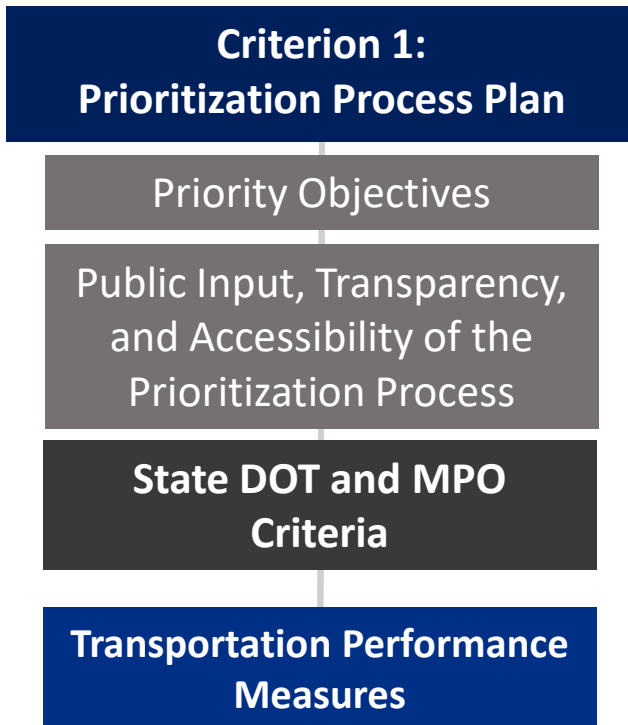 Criterion 1:
Prioritization Process Plan
Priority Objectives
Public Input, Transparency,
and Accessibility of the
Prioritization Process
State DOT and MPO
Criteria
Transportation Performance
Measures